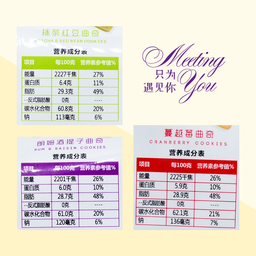 抹茶红豆曲奇
MATCHA & RED BEAN COOKIES
营养成分表
项目 每100克 营养素参考值%
能量 2227千焦 27%
蛋白质 6.4克 11%
脂肪 29.3克 49%
-反式脂肪酸 0克
碳水化合物 60.8克 20%
钠 113毫克 6%
Meeting
只为
遇见你
You
朗姆酒提子曲奇
RUM & RAISIN COOKIES
营养成分表
项目 每100克 营养素参考值%
能量 2201千焦 26%
蛋白质 6.0克 10%
脂肪 28.7克 48%
-反式脂肪酸 0克
碳水化合物 61.0克 20%
钠 120毫克 6%
蔓越莓曲奇
CRANBERRY COOKIES
营养成分表
项目 每100克 营养素参考值%
能量 2225千焦 26%
蛋白质 5.9克 10%
脂肪 28.9克 48%
-反式脂肪酸 0克
碳水化合物 62.1克 21%
钠 136毫克 7%